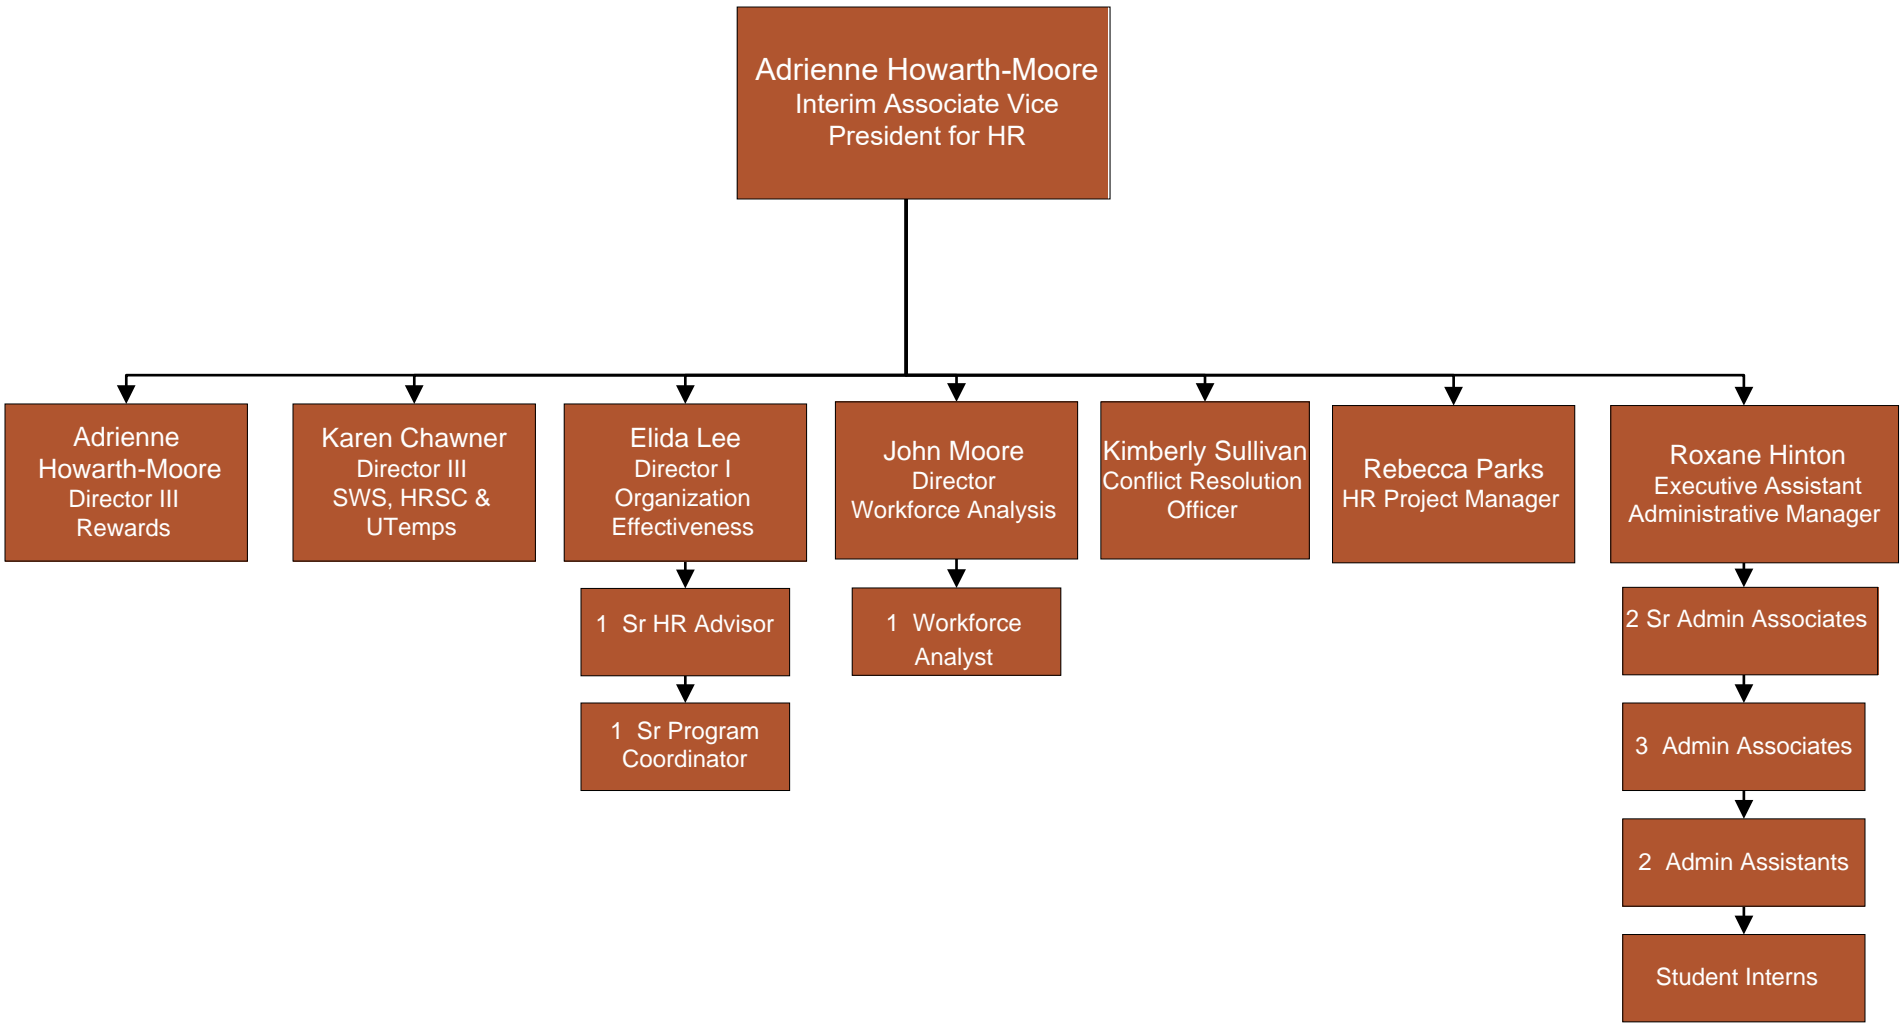 Adrienne Howarth-Moore
Interim Associate Vice
President for HR
Adrienne
Howarth-Moore
Director III
Rewards
Karen Chawner
Director III
SWS, HRSC &
UTemps
Elida Lee
Director I
Organization
Effectiveness
John Moore
Director
Workforce Analysis
Kimberly Sullivan
Conflict Resolution
Officer
Rebecca Parks
HR Project Manager
Roxane Hinton
Executive Assistant
Administrative Manager
1 Sr HR Advisor
1 Workforce
Analyst
2 Sr Admin Associates
1 Sr Program
Coordinator
3 Admin Associates
2 Admin Assistants
Student Interns